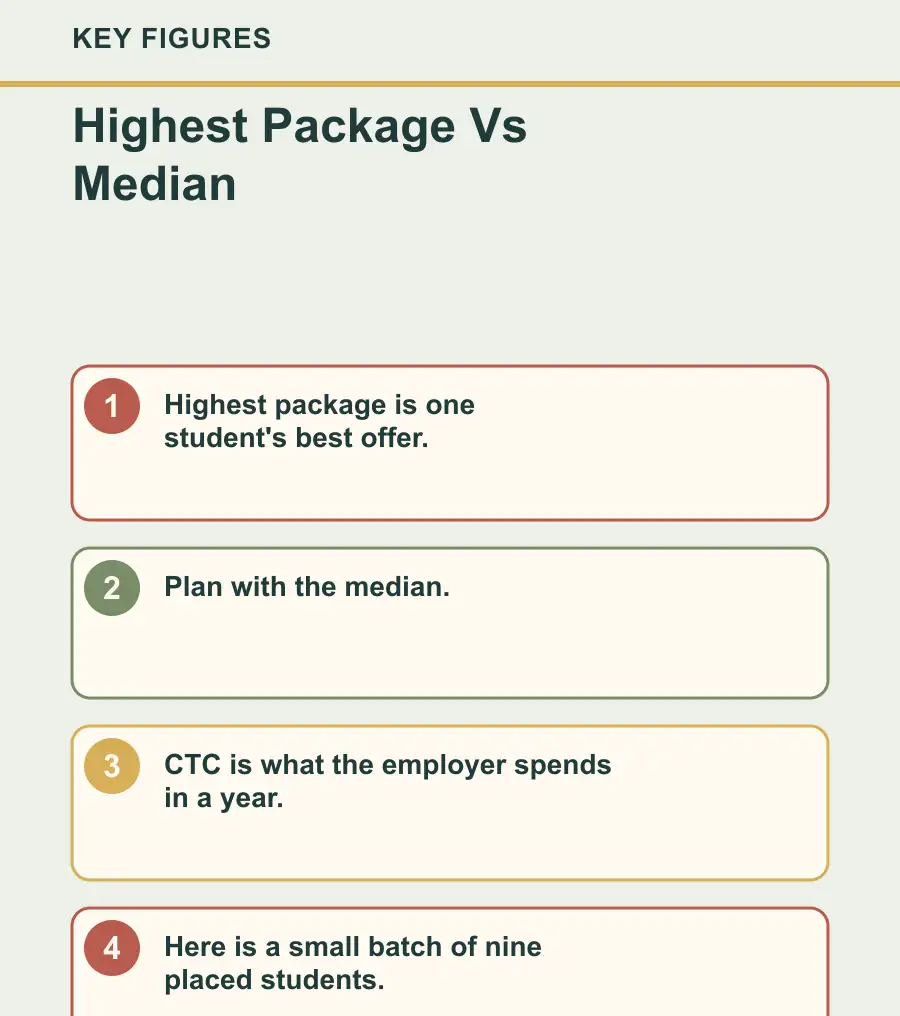 KEY FIGURES
Highest Package Vs
Median
1
Highest package is one
student's best offer.
2
Plan with the median.
3
CTC is what the employer spends
in a year.
4
Here is a small batch of nine
placed students.